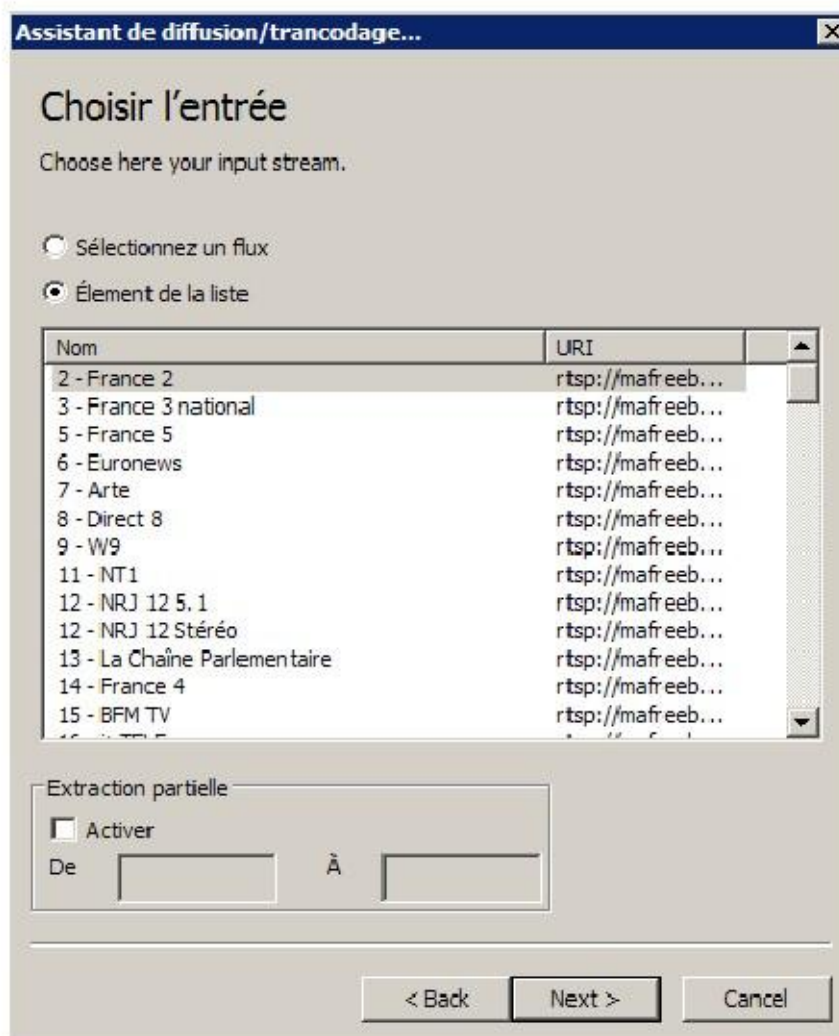 Assistant de diffusion/trancodage...
Choisir l'entrée
Choose here your input stream.
Sélectionnez un flux
Élement de la liste
Nom URI
2 - France 2 rtsp://mafreeb...
3 - France 3 national rtsp://mafreeb...
5 - France 5 rtsp://mafreeb...
6 - Euronews rtsp://mafreeb...
7 - Arte rtsp://mafreeb...
8 - Direct 8 rtsp://mafreeb...
9 - W9 rtsp://mafreeb...
11 - NT1 rtsp://mafreeb...
12 - NRJ 12 5.1 rtsp://mafreeb...
12 - NRJ 12 Stéréo rtsp://mafreeb...
13 - La Chaîne Parlementaire rtsp://mafreeb...
14 - France 4 rtsp://mafreeb...
15 - BFM TV rtsp://mafreeb...
Extraction partielle
Activer
De À
< Back Next > Cancel